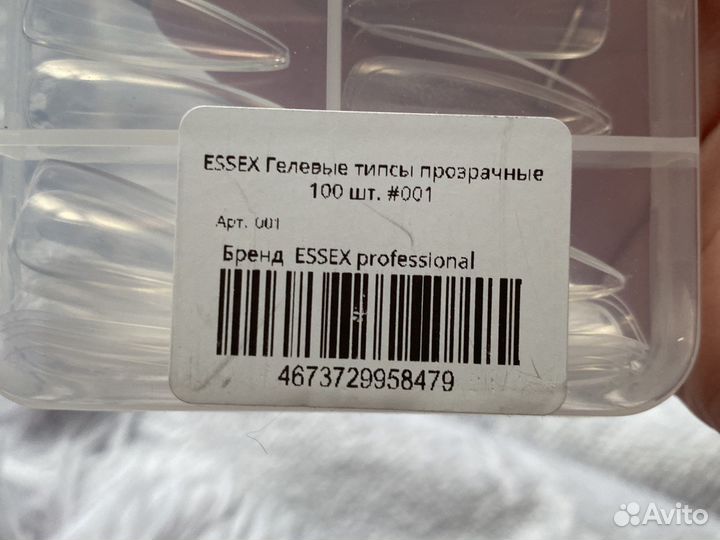 ESSEX Гелевые типсы прозрачные
100 шт. #001
Арт. 001
Бренд ESSEX professional
4673729958479
Avito